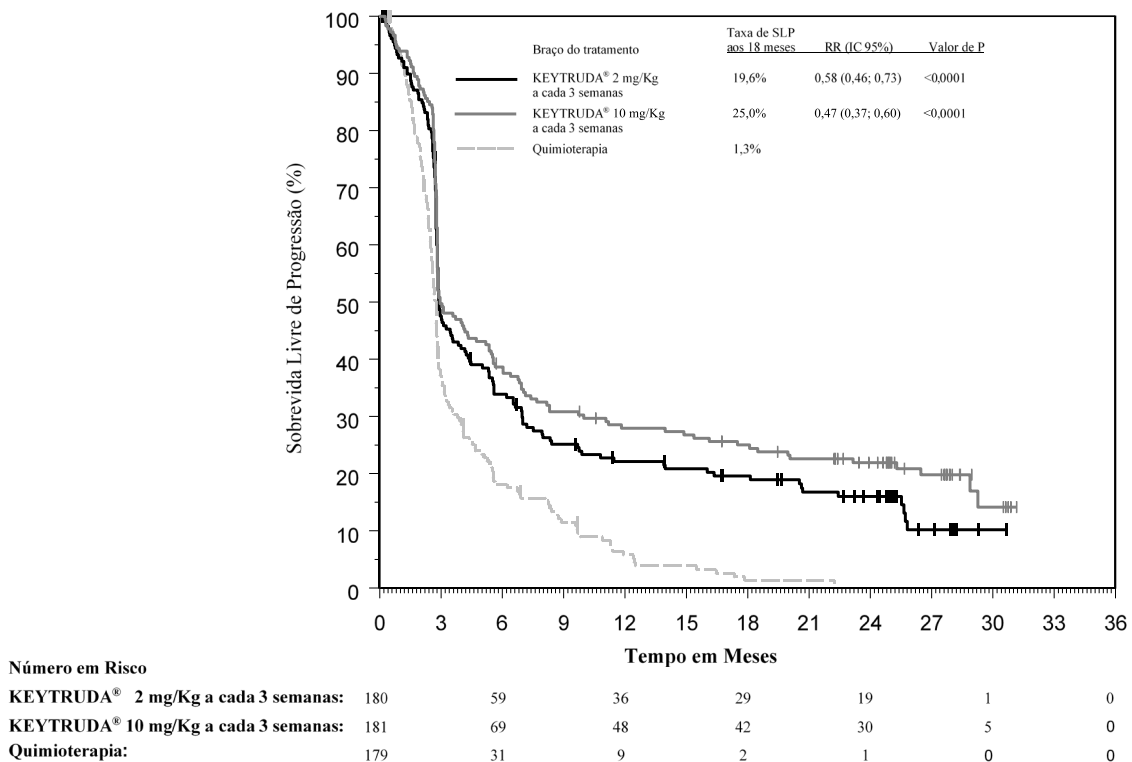 Taxa de SLP
Braço do tratamento aos 18 meses RR (IC 95%) Valor de P
KEYTRUDA® 2 mg/Kg 19,6% 0,58 (0,46; 0,73) <0,0001
a cada 3 semanas
KEYTRUDA® 10 mg/Kg 25,0% 0,47 (0,37; 0,60) <0,0001
a cada 3 semanas
Quimioterapia 1,3%
Sobrevida Livre de Progressão (%)
100
90
80
70
60
50
40
30
20
10
0
0 3 6 9 12 15 18 21 24 27 30 33 36
Tempo em Meses
Número em Risco
KEYTRUDA® 2 mg/Kg a cada 3 semanas: 180 59 36 29 19 1 0
KEYTRUDA® 10 mg/Kg a cada 3 semanas: 181 69 48 42 30 5 0
Quimioterapia: 179 31 9 2 1 0 0